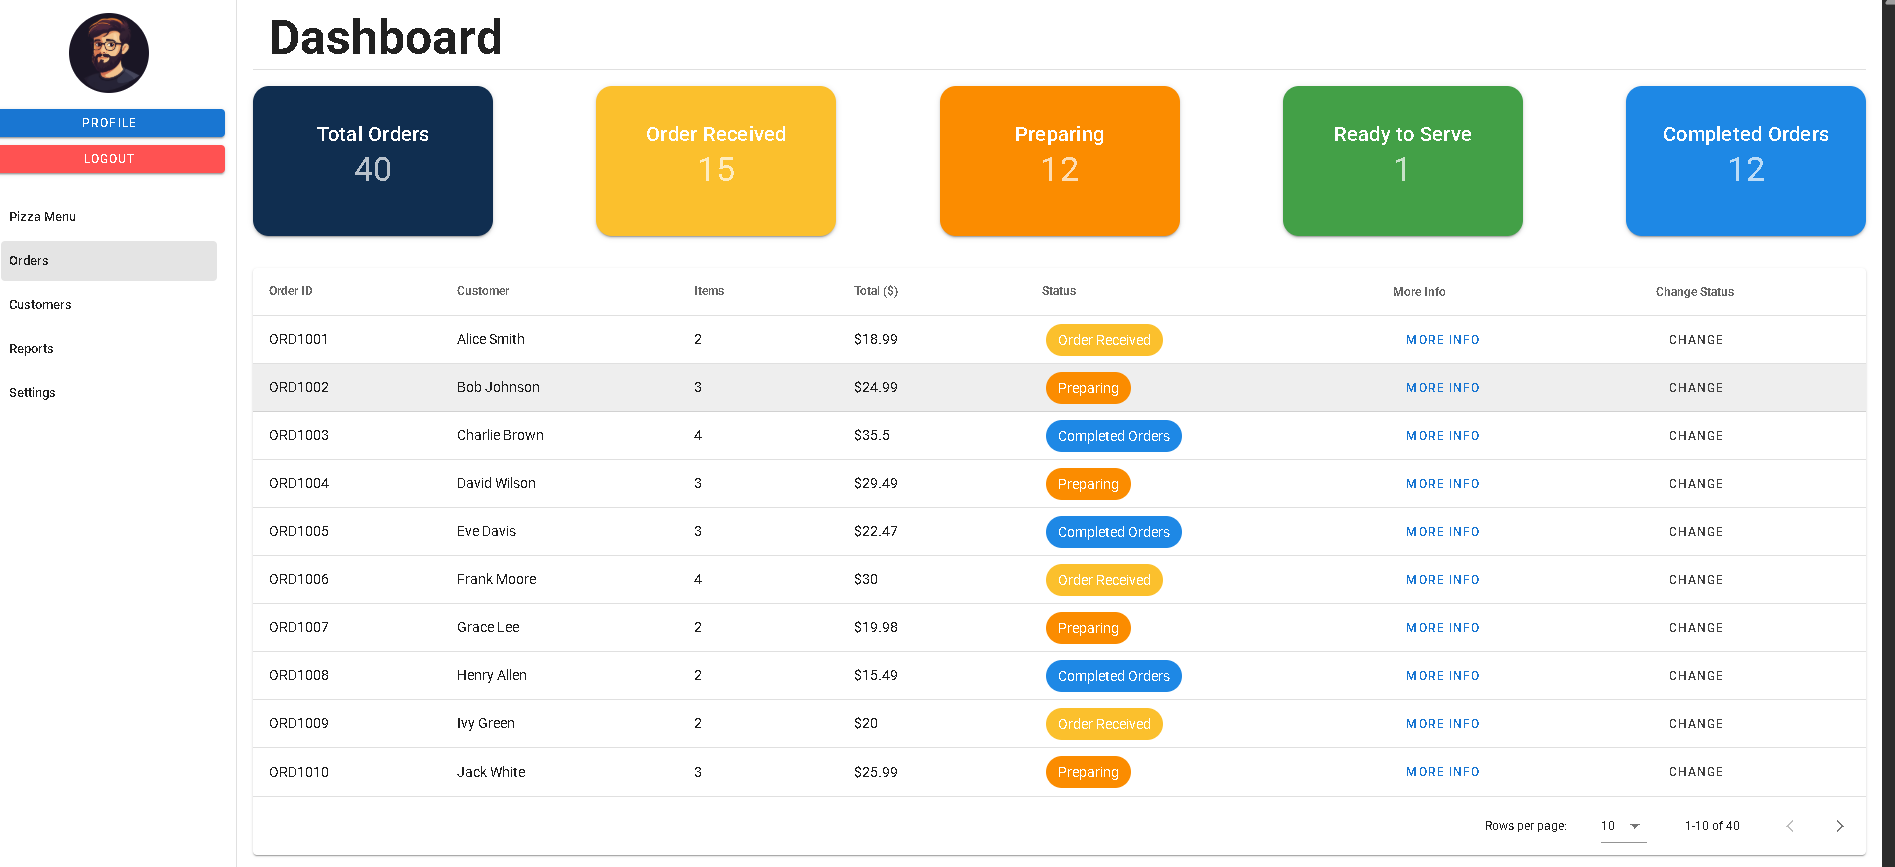 Dashboard
PROFILE
LOGOUT
Pizza Menu
Orders
Customers
Reports
Settings
Total Orders
40
Order Received
15
Preparing
12
Ready to Serve
1
Completed Orders
12
Order ID Customer Items Total ($) Status More Info Change Status
ORD1001 Alice Smith 2 $18.99 Order Received MORE INFO CHANGE
ORD1002 Bob Johnson 3 $24.99 Preparing MORE INFO CHANGE
ORD1003 Charlie Brown 4 $35.5 Completed Orders MORE INFO CHANGE
ORD1004 David Wilson 3 $29.49 Preparing MORE INFO CHANGE
ORD1005 Eve Davis 3 $22.47 Completed Orders MORE INFO CHANGE
ORD1006 Frank Moore 4 $30 Order Received MORE INFO CHANGE
ORD1007 Grace Lee 2 $19.98 Preparing MORE INFO CHANGE
ORD1008 Henry Allen 2 $15.49 Completed Orders MORE INFO CHANGE
ORD1009 Ivy Green 2 $20 Order Received MORE INFO CHANGE
ORD1010 Jack White 3 $25.99 Preparing MORE INFO CHANGE
Rows per page: 10 1-10 of 40